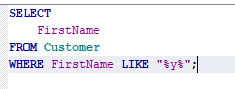 SELECT
FirstName
FROM Customer
WHERE FirstName LIKE "%y%";